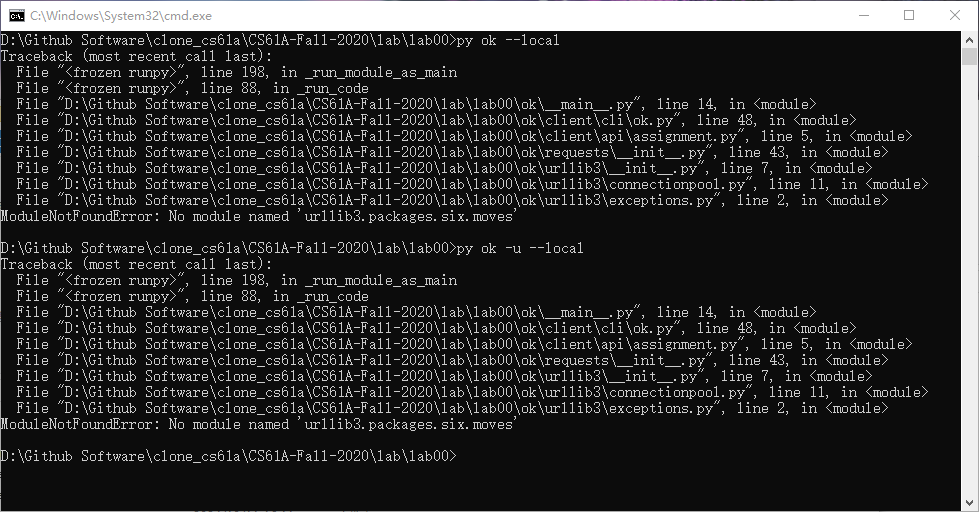 C:\Windows\System32\cmd.exe
D:\Github Software\clone_cs61a\CS61A-Fall-2020\lab\lab00>py ok --local
Traceback (most recent call last):
  File "<frozen runpy>", line 198, in _run_module_as_main
  File "<frozen runpy>", line 88, in _run_code
  File "D:\Github Software\clone_cs61a\CS61A-Fall-2020\lab\lab00\ok\__main__.py", line 14, in <module>
  File "D:\Github Software\clone_cs61a\CS61A-Fall-2020\lab\lab00\ok\client\cli\ok.py", line 48, in <module>
  File "D:\Github Software\clone_cs61a\CS61A-Fall-2020\lab\lab00\ok\client\api\assignment.py", line 5, in <module>
  File "D:\Github Software\clone_cs61a\CS61A-Fall-2020\lab\lab00\ok\requests\__init__.py", line 43, in <module>
  File "D:\Github Software\clone_cs61a\CS61A-Fall-2020\lab\lab00\ok\urllib3\__init__.py", line 7, in <module>
  File "D:\Github Software\clone_cs61a\CS61A-Fall-2020\lab\lab00\ok\urllib3\connectionpool.py", line 11, in <module>
  File "D:\Github Software\clone_cs61a\CS61A-Fall-2020\lab\lab00\ok\urllib3\exceptions.py", line 2, in <module>
ModuleNotFoundError: No module named 'urllib3.packages.six.moves'
D:\Github Software\clone_cs61a\CS61A-Fall-2020\lab\lab00>py ok -u --local
Traceback (most recent call last):
  File "<frozen runpy>", line 198, in _run_module_as_main
  File "<frozen runpy>", line 88, in _run_code
  File "D:\Github Software\clone_cs61a\CS61A-Fall-2020\lab\lab00\ok\__main__.py", line 14, in <module>
  File "D:\Github Software\clone_cs61a\CS61A-Fall-2020\lab\lab00\ok\client\cli\ok.py", line 48, in <module>
  File "D:\Github Software\clone_cs61a\CS61A-Fall-2020\lab\lab00\ok\client\api\assignment.py", line 5, in <module>
  File "D:\Github Software\clone_cs61a\CS61A-Fall-2020\lab\lab00\ok\requests\__init__.py", line 43, in <module>
  File "D:\Github Software\clone_cs61a\CS61A-Fall-2020\lab\lab00\ok\urllib3\__init__.py", line 7, in <module>
  File "D:\Github Software\clone_cs61a\CS61A-Fall-2020\lab\lab00\ok\urllib3\connectionpool.py", line 11, in <module>
  File "D:\Github Software\clone_cs61a\CS61A-Fall-2020\lab\lab00\ok\urllib3\exceptions.py", line 2, in <module>
ModuleNotFoundError: No module named 'urllib3.packages.six.moves'
D:\Github Software\clone_cs61a\CS61A-Fall-2020\lab\lab00>